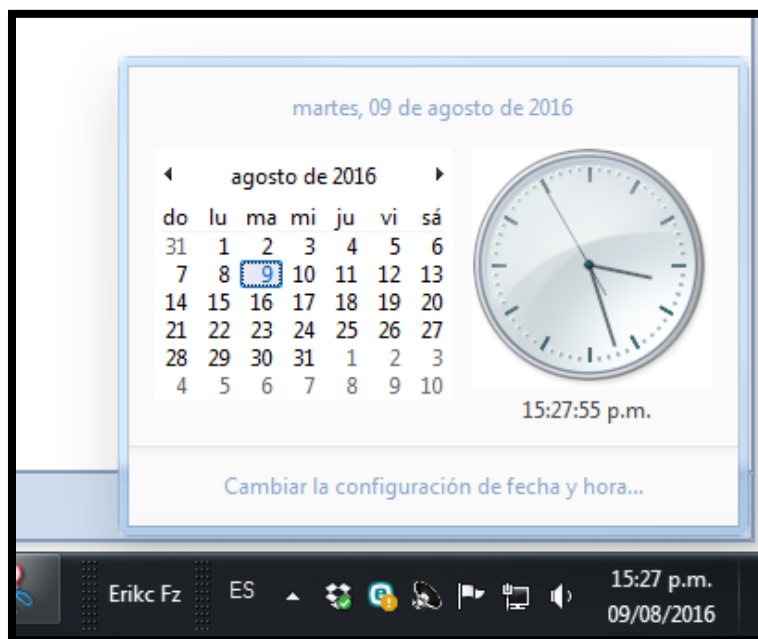 martes, 09 de agosto de 2016
agosto de 2016
do lu ma mi ju vi sá
31 1 2 3 4 5 6
7 8 9 10 11 12 13
14 15 16 17 18 19 20
21 22 23 24 25 26 27
28 29 30 31 1 2 3
4 5 6 7 8 9 10
15:27:55 p.m.
Cambiar la configuración de fecha y hora...
Erikc Fz ES 15:27 p.m.
09/08/2016